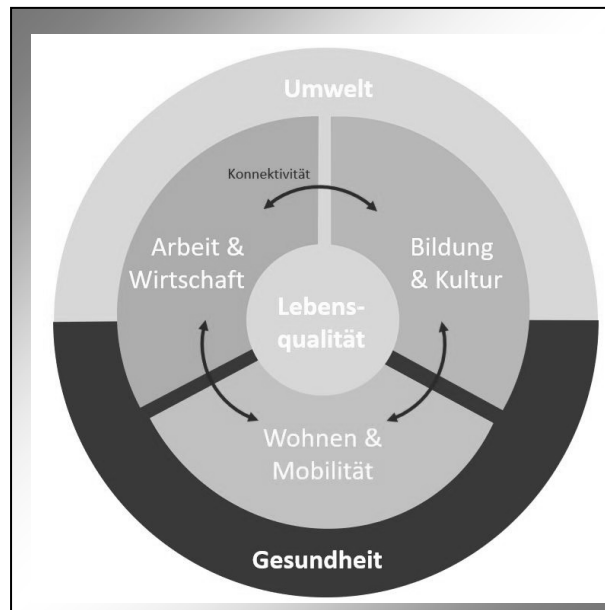 Umwelt
Konnektivität
Arbeit &
Wirtschaft
Bildung
& Kultur
Lebens-
qualität
Wohnen &
Mobilität
Gesundheit